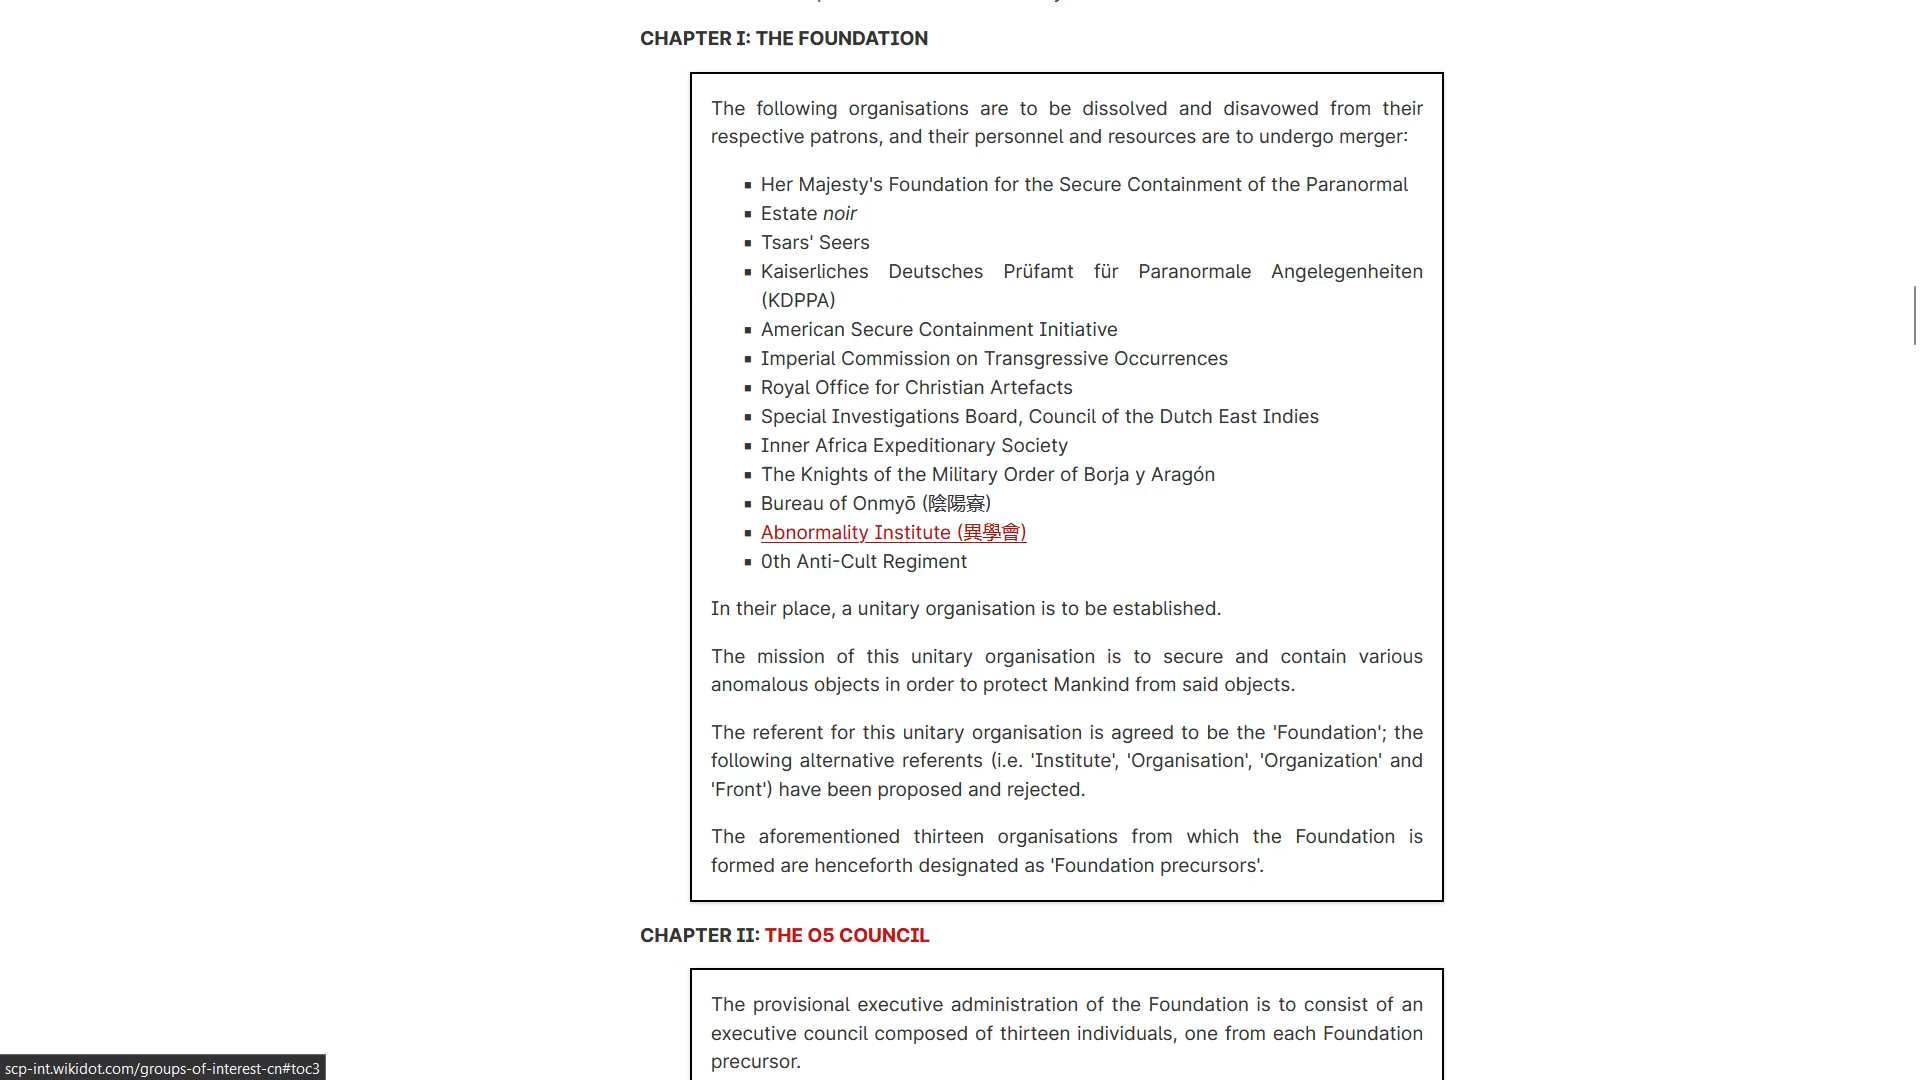 CHAPTER I: THE FOUNDATION
The following organisations are to be dissolved and disavowed from their
respective patrons, and their personnel and resources are to undergo merger:
Her Majesty's Foundation for the Secure Containment of the Paranormal
Estate noir
Tsars' Seers
Kaiserliches Deutsches Prüfamt für Paranormale Angelegenheiten
(KDPPA)
American Secure Containment Initiative
Imperial Commission on Transgressive Occurrences
Royal Office for Christian Artefacts
Special Investigations Board, Council of the Dutch East Indies
Inner Africa Expeditionary Society
The Knights of the Military Order of Borja y Aragón
Bureau of Onmyō (陰陽寮)
Abnormality Institute (異學會)
0th Anti-Cult Regiment
In their place, a unitary organisation is to be established.
The mission of this unitary organisation is to secure and contain various
anomalous objects in order to protect Mankind from said objects.
The referent for this unitary organisation is agreed to be the 'Foundation'; the
following alternative referents (i.e. 'Institute', 'Organisation', 'Organization' and
'Front') have been proposed and rejected.
The aforementioned thirteen organisations from which the Foundation is
formed are henceforth designated as 'Foundation precursors'.
CHAPTER II: THE O5 COUNCIL
The provisional executive administration of the Foundation is to consist of an
executive council composed of thirteen individuals, one from each Foundation
precursor.
scp-int.wikidot.com/groups-of-interest-cn#toc3